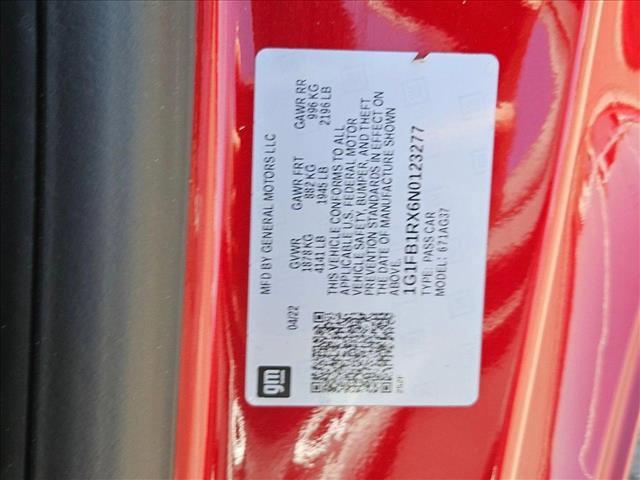 gm
04/22
MFD BY GENERAL MOTORS LLC
GVWR GAWR FRT GAWR RR
1878 KG 882 KG 996 KG
4141 LB 1945 LB 2196 LB
THIS VEHICLE CONFORMS TO ALL
APPLICABLE U.S. FEDERAL MOTOR
VEHICLE SAFETY, BUMPER, AND THEFT
PREVENTION STANDARDS IN EFFECT ON
THE DATE OF MANUFACTURE SHOWN
ABOVE.
1G1FB1RX6N0123277
TYPE: PASS CAR
MODEL: 671AG37